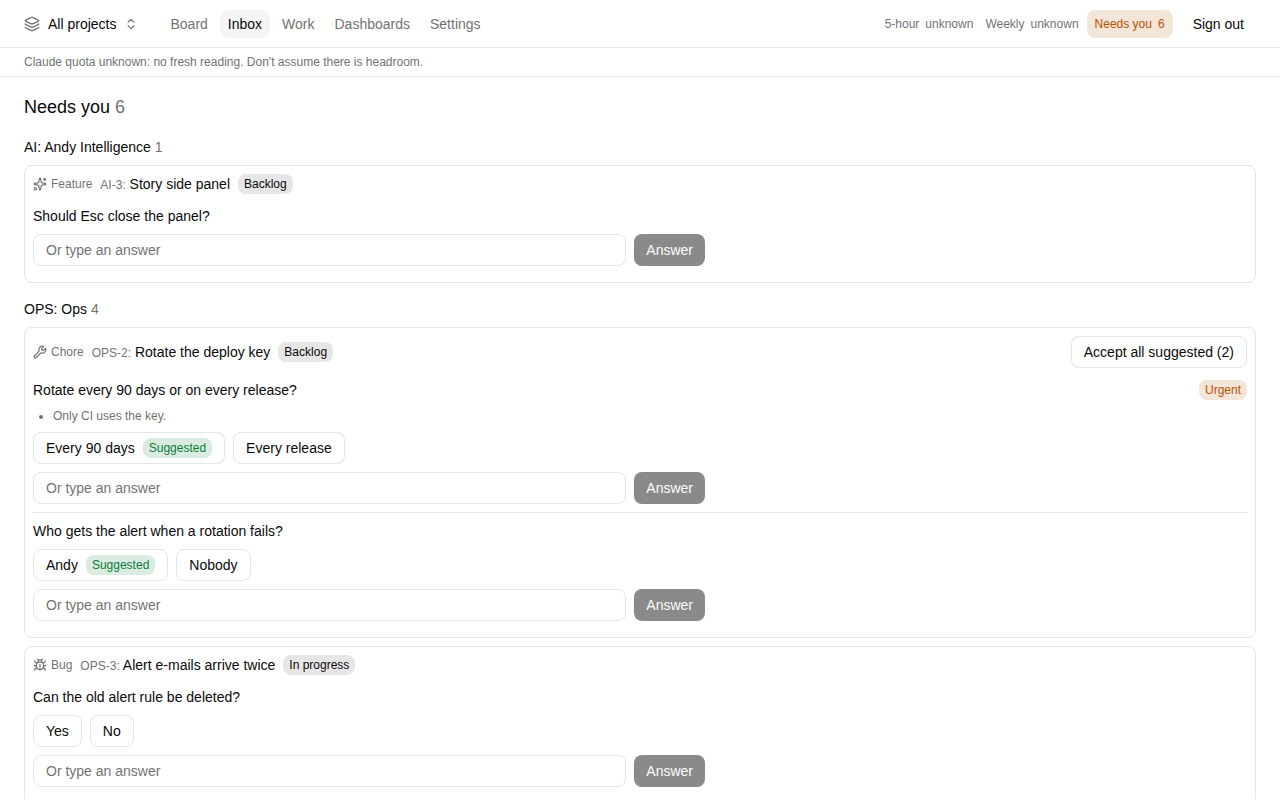 All projects Board Inbox Work Dashboards Settings 5-hour unknown Weekly unknown Needs you 6 Sign out
Claude quota unknown: no fresh reading. Don't assume there is headroom.
Needs you 6
AI: Andy Intelligence 1
Feature AI-3: Story side panel Backlog
Should Esc close the panel?
Or type an answer Answer
OPS: Ops 4
Chore OPS-2: Rotate the deploy key Backlog Accept all suggested (2)
Rotate every 90 days or on every release? Urgent
• Only CI uses the key.
Every 90 days Suggested Every release
Or type an answer Answer
Who gets the alert when a rotation fails?
Andy Suggested Nobody
Or type an answer Answer
Bug OPS-3: Alert e-mails arrive twice In progress
Can the old alert rule be deleted?
Yes No
Or type an answer Answer